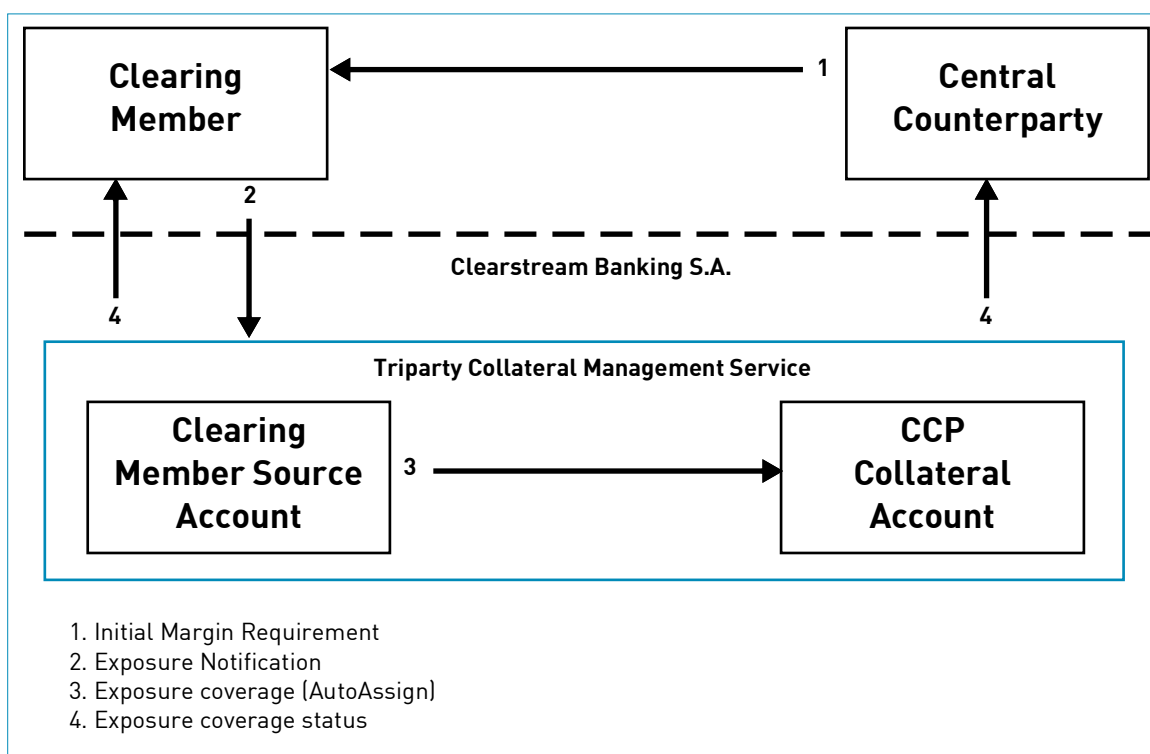 Clearing
Member
1
Central
Counterparty
2
Clearstream Banking S.A.
4
4
Triparty Collateral Management Service
Clearing
Member Source
Account
3
CCP
Collateral
Account
1. Initial Margin Requirement
2. Exposure Notification
3. Exposure coverage (AutoAssign)
4. Exposure coverage status